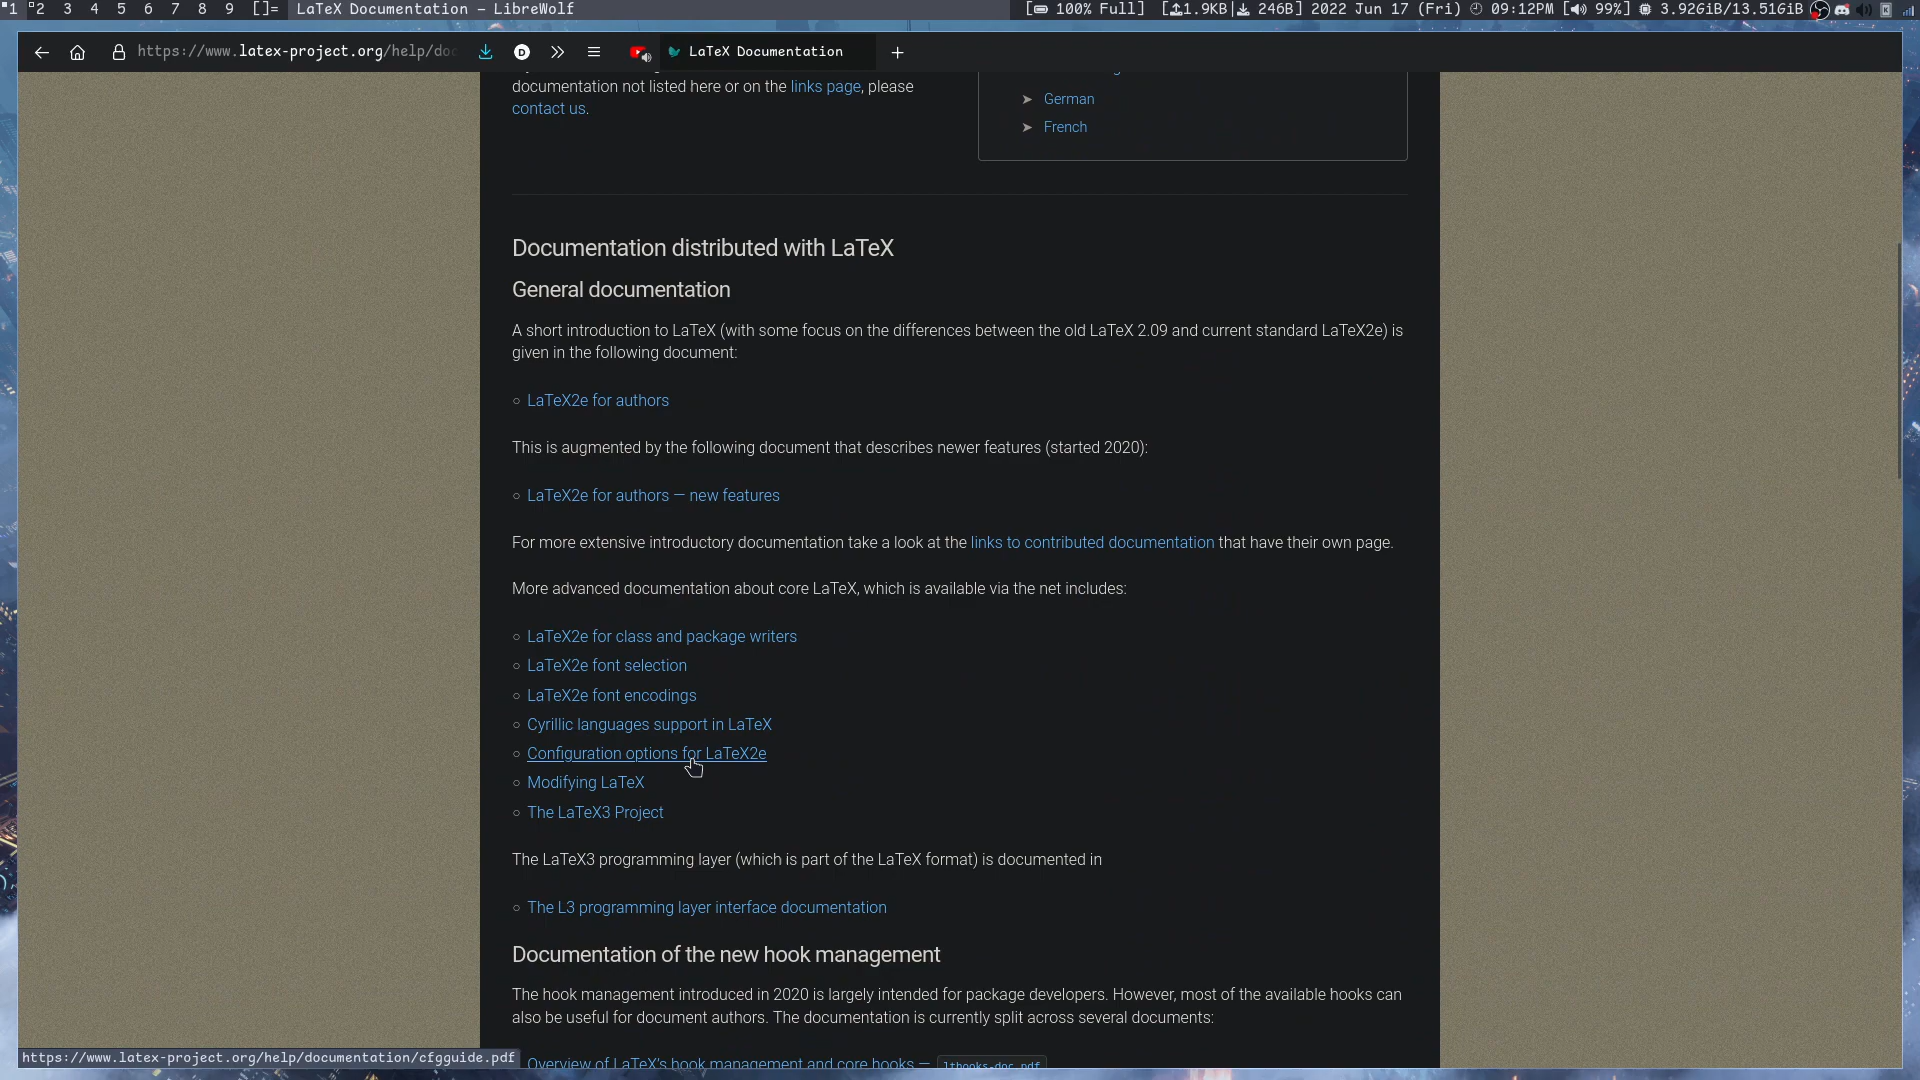 1 2 3 4 5 6 7 8 9 []= LaTeX Documentation — LibreWolf [ 100% Full] [ 1.9KB| 246B] 2022 Jun 17 (Fri) 09:12PM [ 99%] 3.92GiB/13.51GiB
https://www.latex-project.org/help/doc D LaTeX Documentation +
documentation not listed here or on the links page, please
contact us.
➤ German
➤ French
Documentation distributed with LaTeX
General documentation
A short introduction to LaTeX (with some focus on the differences between the old LaTeX 2.09 and current standard LaTeX2e) is
given in the following document:
○ LaTeX2e for authors
This is augmented by the following document that describes newer features (started 2020):
○ LaTeX2e for authors — new features
For more extensive introductory documentation take a look at the links to contributed documentation that have their own page.
More advanced documentation about core LaTeX, which is available via the net includes:
○ LaTeX2e for class and package writers
○ LaTeX2e font selection
○ LaTeX2e font encodings
○ Cyrillic languages support in LaTeX
○ Configuration options for LaTeX2e
○ Modifying LaTeX
○ The LaTeX3 Project
The LaTeX3 programming layer (which is part of the LaTeX format) is documented in
○ The L3 programming layer interface documentation
Documentation of the new hook management
The hook management introduced in 2020 is largely intended for package developers. However, most of the available hooks can
also be useful for document authors. The documentation is currently split across several documents:
https://www.latex-project.org/help/documentation/cfgguide.pdf
Overview of LaTeX's hook management and core hooks — lthooks-doc.pdf